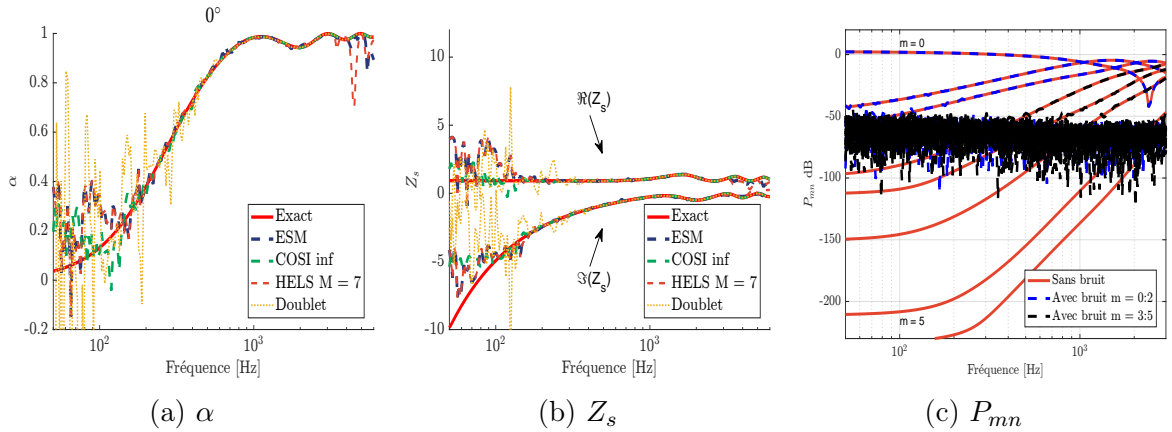 0°
α
1
0.8
0.6
0.4
0.2
0
-0.2
10²
10³
Fréquence [Hz]
Exact
ESM
COSI inf
HELS M = 7
Doublet
(a) α
Z_s
10
5
0
-5
-10
10²
10³
Fréquence [Hz]
ℜ(Z_s)
ℑ(Z_s)
Exact
ESM
COSI inf
HELS M = 7
Doublet
(b) Z_s
P_mn dB
0
-50
-100
-150
-200
10²
10³
Fréquence [Hz]
m = 0
m = 5
Sans bruit
Avec bruit m = 0:2
Avec bruit m = 3:5
(c) P_mn